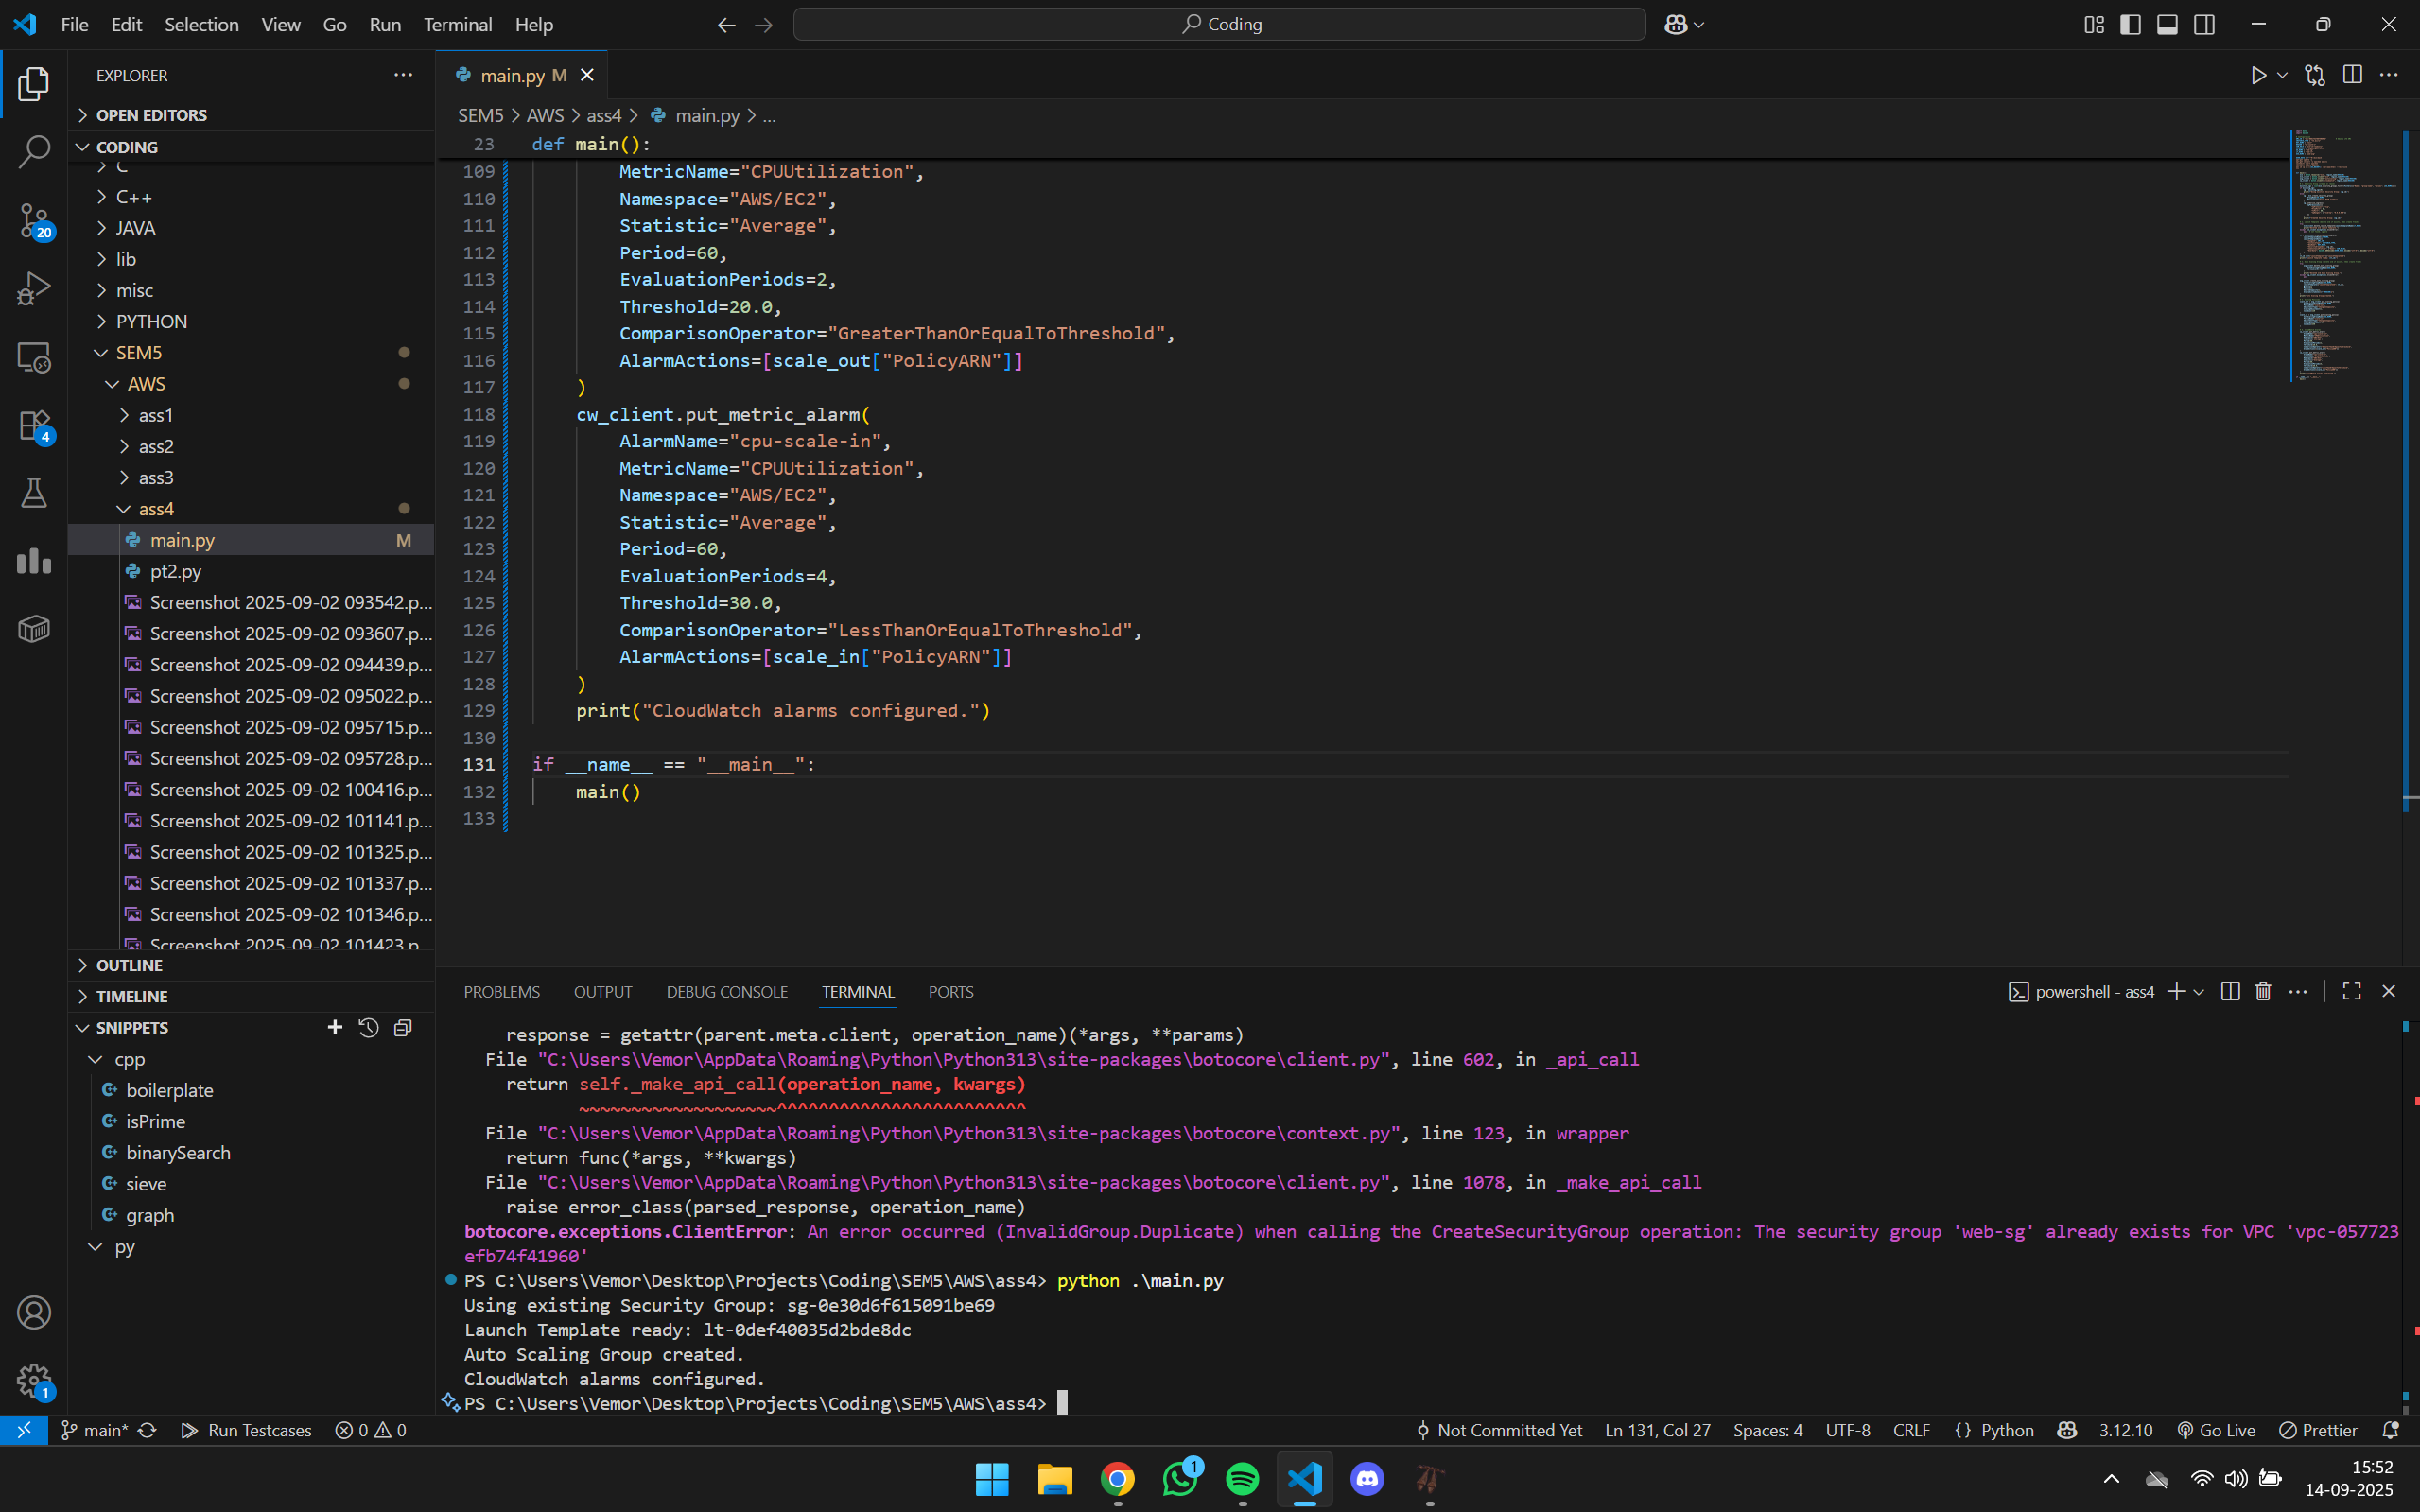 File Edit Selection View Go Run Terminal Help
Coding
EXPLORER
OPEN EDITORS
CODING
C
C++
JAVA
lib
misc
PYTHON
SEM5
AWS
ass1
ass2
ass3
ass4
main.py M
pt2.py
Screenshot 2025-09-02 093542.p...
Screenshot 2025-09-02 093607.p...
Screenshot 2025-09-02 094439.p...
Screenshot 2025-09-02 095022.p...
Screenshot 2025-09-02 095715.p...
Screenshot 2025-09-02 095728.p...
Screenshot 2025-09-02 100416.p...
Screenshot 2025-09-02 101141.p...
Screenshot 2025-09-02 101325.p...
Screenshot 2025-09-02 101337.p...
Screenshot 2025-09-02 101346.p...
Screenshot 2025-09-02 101423.p
OUTLINE
TIMELINE
SNIPPETS
cpp
boilerplate
isPrime
binarySearch
sieve
graph
py
20
4
1
main.py M
SEM5 > AWS > ass4 > main.py > ...
23 def main():
109 MetricName="CPUUtilization",
110 Namespace="AWS/EC2",
111 Statistic="Average",
112 Period=60,
113 EvaluationPeriods=2,
114 Threshold=20.0,
115 ComparisonOperator="GreaterThanOrEqualToThreshold",
116 AlarmActions=[scale_out["PolicyARN"]]
117 )
118 cw_client.put_metric_alarm(
119 AlarmName="cpu-scale-in",
120 MetricName="CPUUtilization",
121 Namespace="AWS/EC2",
122 Statistic="Average",
123 Period=60,
124 EvaluationPeriods=4,
125 Threshold=30.0,
126 ComparisonOperator="LessThanOrEqualToThreshold",
127 AlarmActions=[scale_in["PolicyARN"]]
128 )
129 print("CloudWatch alarms configured.")
130
131 if __name__ == "__main__":
132 main()
133
PROBLEMS OUTPUT DEBUG CONSOLE TERMINAL PORTS
powershell - ass4
response = getattr(parent.meta.client, operation_name)(*args, **params)
File "C:\Users\Vemor\AppData\Roaming\Python\Python313\site-packages\botocore\client.py", line 602, in _api_call
return self._make_api_call(operation_name, kwargs)
~~~~~~~~~~~~~~~~~~~^^^^^^^^^^^^^^^^^^^^^^^^
File "C:\Users\Vemor\AppData\Roaming\Python\Python313\site-packages\botocore\context.py", line 123, in wrapper
return func(*args, **kwargs)
File "C:\Users\Vemor\AppData\Roaming\Python\Python313\site-packages\botocore\client.py", line 1078, in _make_api_call
raise error_class(parsed_response, operation_name)
botocore.exceptions.ClientError: An error occurred (InvalidGroup.Duplicate) when calling the CreateSecurityGroup operation: The security group 'web-sg' already exists for VPC 'vpc-057723
efb74f41960'
PS C:\Users\Vemor\Desktop\Projects\Coding\SEM5\AWS\ass4> python .\main.py
Using existing Security Group: sg-0e30d6f615091be69
Launch Template ready: lt-0def40035d2bde8dc
Auto Scaling Group created.
CloudWatch alarms configured.
PS C:\Users\Vemor\Desktop\Projects\Coding\SEM5\AWS\ass4>
main* Run Testcases 0 0 Not Committed Yet Ln 131, Col 27 Spaces: 4 UTF-8 CRLF {} Python 3.12.10 Go Live Prettier
1
15:52
14-09-2025